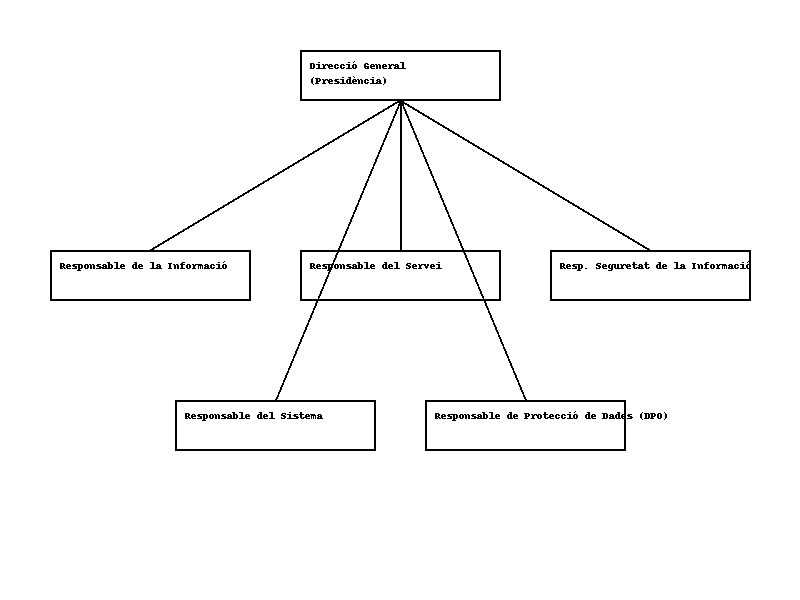 Direcció General
(Presidència)
Responsable de la Informació
Responsable del Servei
Resp. Seguretat de la Informació
Responsable del Sistema
Responsable de Protecció de Dades (DPO)